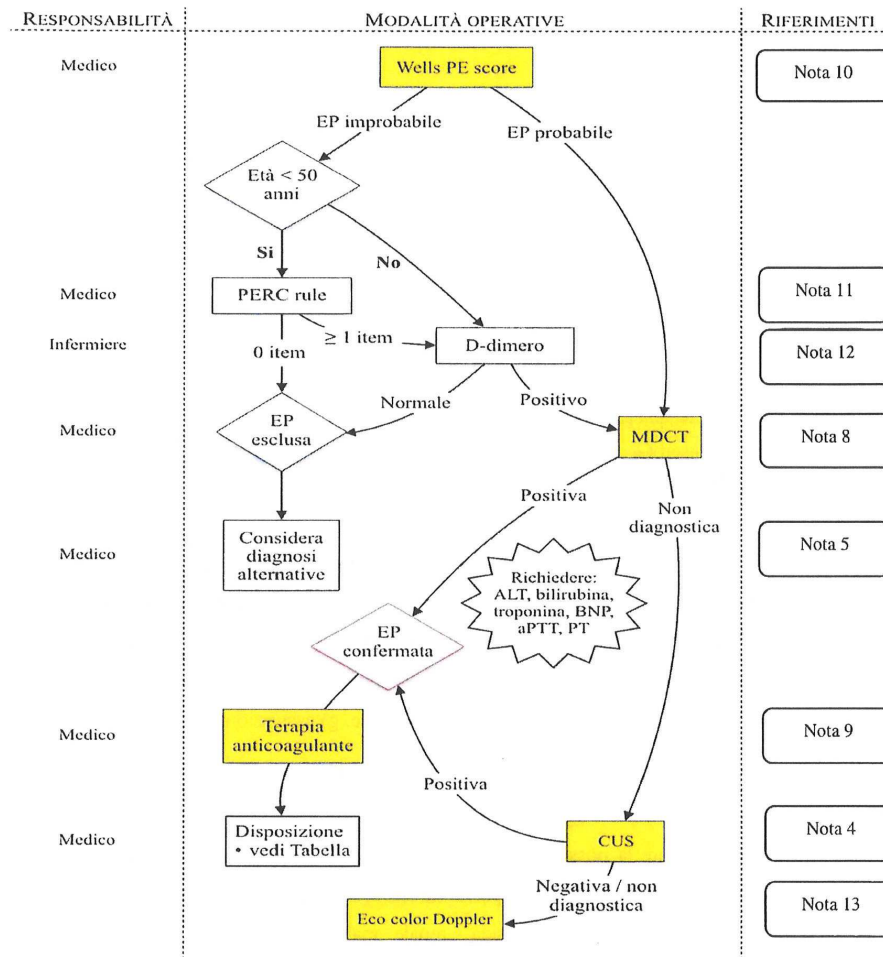 RESPONSABILITÀ
MODALITÀ OPERATIVE
RIFERIMENTI
Medico
Wells PE score
Nota 10
EP improbabile
EP probabile
Età < 50
anni
Si
No
Medico
PERC rule
Nota 11
Infermiere
≥ 1 item
D-dimero
Nota 12
0 item
Normale
Positivo
Medico
EP
esclusa
MDCT
Nota 8
Positiva
Non
diagnostica
Medico
Considera
diagnosi
alternative
Nota 5
Richiedere:
ALT, bilirubina,
troponina, BNP,
aPTT, PT
EP
confermata
Medico
Terapia
anticoagulante
Nota 9
Positiva
Medico
Disposizione
• vedi Tabella
CUS
Nota 4
Negativa / non
diagnostica
Eco color Doppler
Nota 13